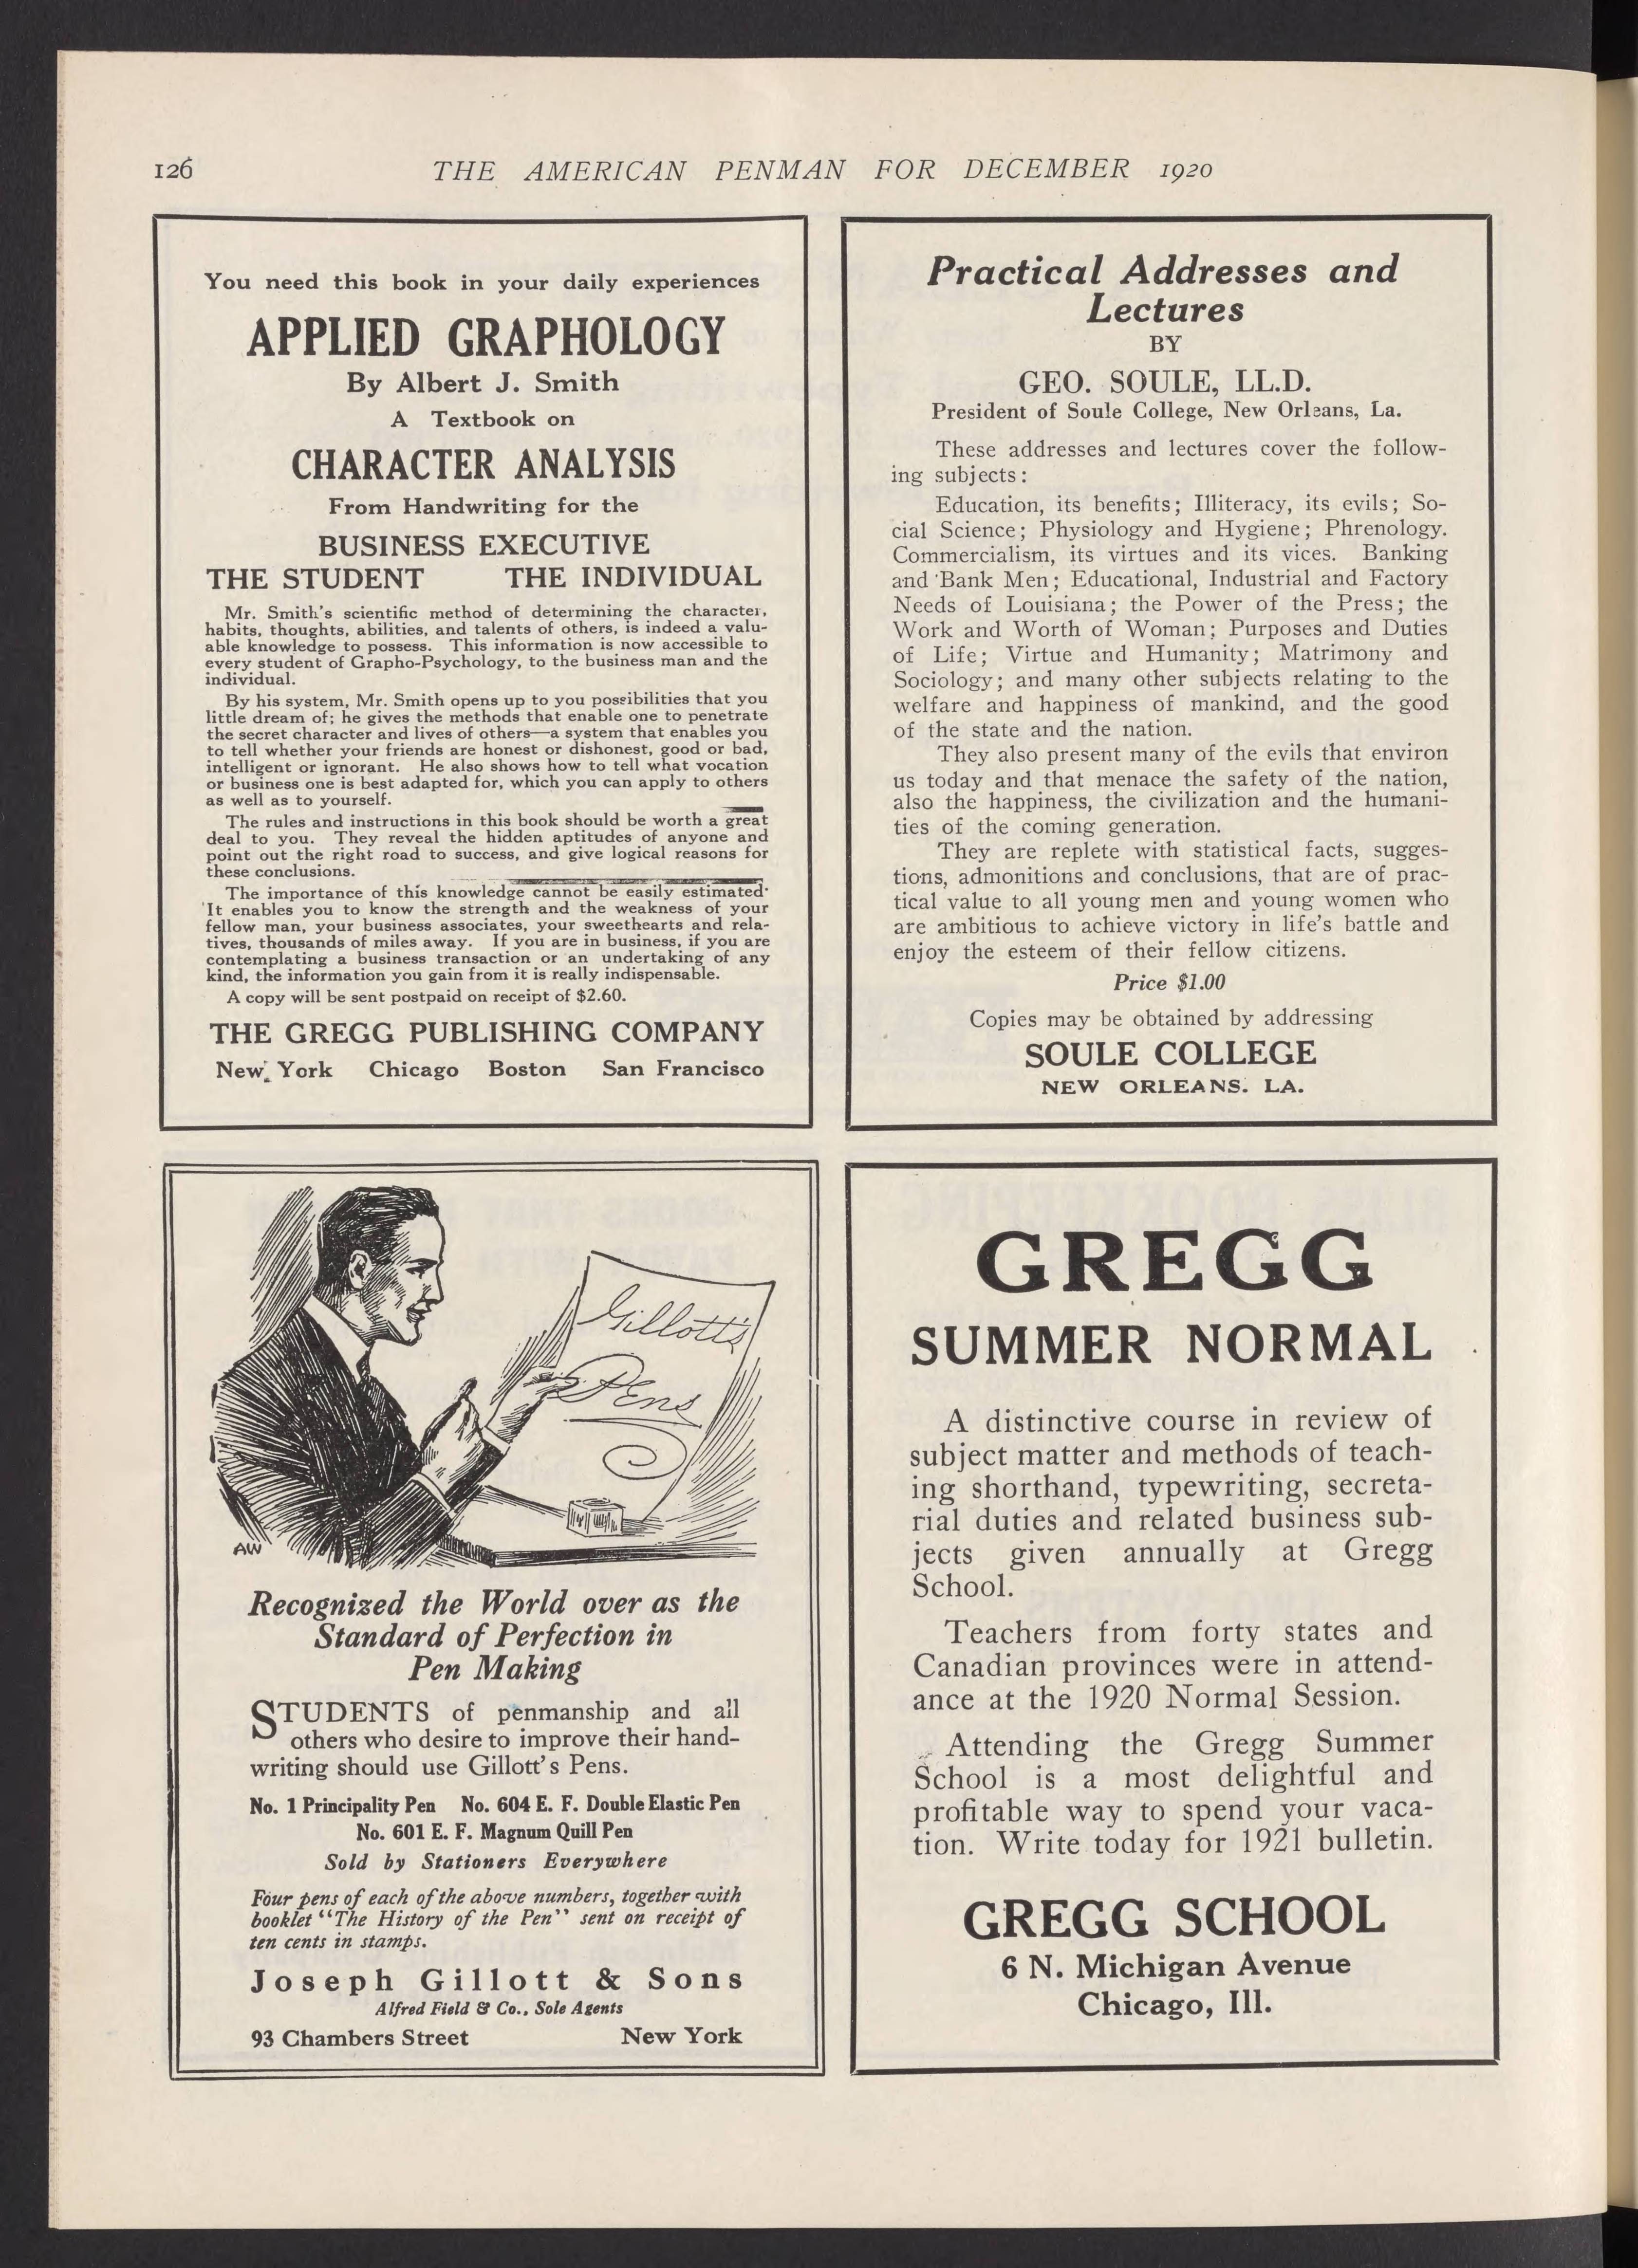 126
THE AMERICAN PENMAN FOR DECEMBER 1920
You need this book in your daily experiences
APPLIED GRAPHOLOGY
By Albert J. Smith
A Textbook on
CHARACTER ANALYSIS
From Handwriting for the
BUSINESS EXECUTIVE
THE STUDENT THE INDIVIDUAL
Mr. Smith's scientific method of determining the character,
habits, thoughts, abilities, and talents of others, is indeed a valu-
able knowledge to possess. This information is now accessible to
every student of Grapho-Psychology, to the business man and the
individual.
By his system, Mr. Smith opens up to you possibilities that you
little dream of; he gives the methods that enable one to penetrate
the secret character and lives of others—a system that enables you
to tell whether your friends are honest or dishonest, good or bad,
intelligent or ignorant. He also shows how to tell what vocation
or business one is best adapted for, which you can apply to others
as well as to yourself.
The rules and instructions in this book should be worth a great
deal to you. They reveal the hidden aptitudes of anyone and
point out the right road to success, and give logical reasons for
these conclusions.
The importance of this knowledge cannot be easily estimated.
It enables you to know the strength and the weakness of your
fellow man, your business associates, your sweethearts and rela-
tives, thousands of miles away. If you are in business, if you are
contemplating a business transaction or an undertaking of any
kind, the information you gain from it is really indispensable.
A copy will be sent postpaid on receipt of $2.60.
THE GREGG PUBLISHING COMPANY
New York Chicago Boston San Francisco
Practical Addresses and
Lectures
BY
GEO. SOULE, LL.D.
President of Soule College, New Orleans, La.
These addresses and lectures cover the follow-
ing subjects:
Education, its benefits; Illiteracy, its evils; So-
cial Science; Physiology and Hygiene; Phrenology.
Commercialism, its virtues and its vices. Banking
and Bank Men; Educational, Industrial and Factory
Needs of Louisiana; the Power of the Press; the
Work and Worth of Woman; Purposes and Duties
of Life; Virtue and Humanity; Matrimony and
Sociology; and many other subjects relating to the
welfare and happiness of mankind, and the good
of the state and the nation.
They also present many of the evils that environ
us today and that menace the safety of the nation,
also the happiness, the civilization and the humani-
ties of the coming generation.
They are replete with statistical facts, sugges-
tions, admonitions and conclusions, that are of prac-
tical value to all young men and young women who
are ambitious to achieve victory in life's battle and
enjoy the esteem of their fellow citizens.
Price $1.00
Copies may be obtained by addressing
SOULE COLLEGE
NEW ORLEANS. LA.
Gillott's
Pens
AW
Recognized the World over as the
Standard of Perfection in
Pen Making
STUDENTS of penmanship and all
others who desire to improve their hand-
writing should use Gillott's Pens.
No. 1 Principality Pen No. 604 E. F. Double Elastic Pen
No. 601 E. F. Magnum Quill Pen
Sold by Stationers Everywhere
Four pens of each of the above numbers, together with
booklet "The History of the Pen" sent on receipt of
ten cents in stamps.
Joseph Gillott & Sons
Alfred Field & Co., Sole Agents
93 Chambers Street New York
GREGG
SUMMER NORMAL
A distinctive course in review of
subject matter and methods of teach-
ing shorthand, typewriting, secreta-
rial duties and related business sub-
jects given annually at Gregg
School.
Teachers from forty states and
Canadian provinces were in attend-
ance at the 1920 Normal Session.
Attending the Gregg Summer
School is a most delightful and
profitable way to spend your vaca-
tion. Write today for 1921 bulletin.
GREGG SCHOOL
6 N. Michigan Avenue
Chicago, Ill.